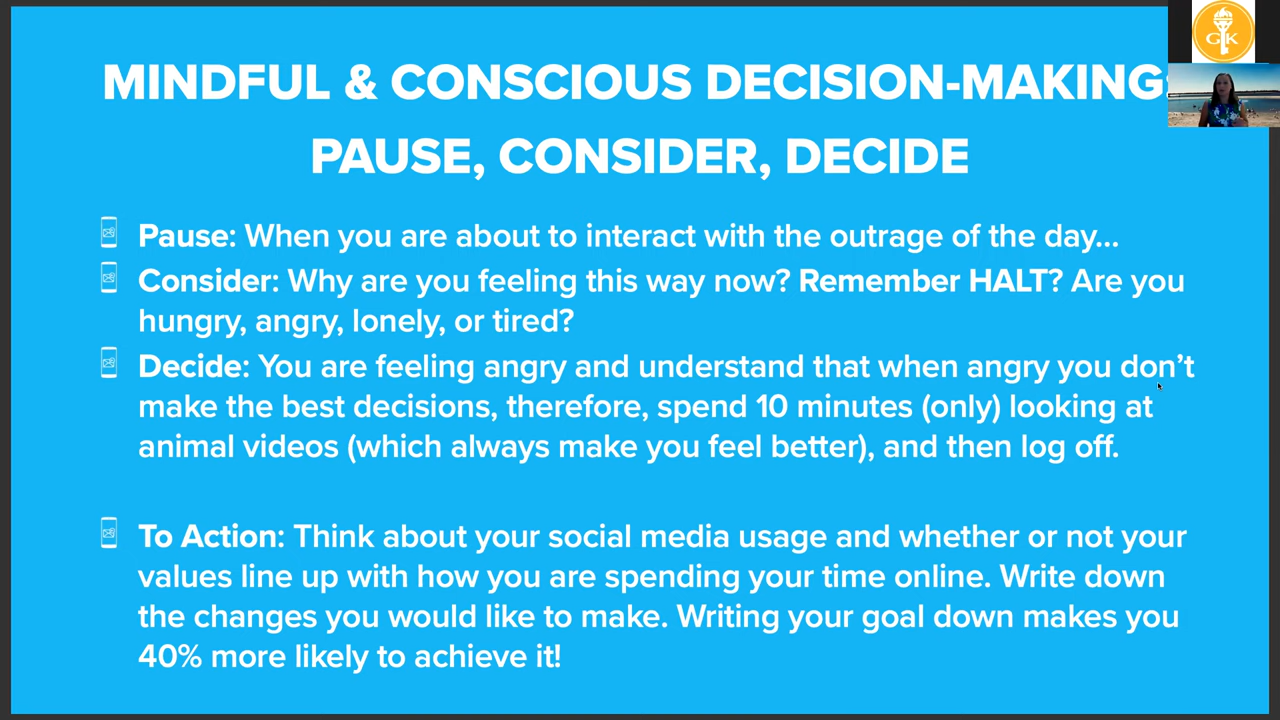 GK
MINDFUL & CONSCIOUS DECISION-MAKING:
PAUSE, CONSIDER, DECIDE
Pause: When you are about to interact with the outrage of the day...
Consider: Why are you feeling this way now? Remember HALT? Are you
hungry, angry, lonely, or tired?
Decide: You are feeling angry and understand that when angry you don’t
make the best decisions, therefore, spend 10 minutes (only) looking at
animal videos (which always make you feel better), and then log off.
To Action: Think about your social media usage and whether or not your
values line up with how you are spending your time online. Write down
the changes you would like to make. Writing your goal down makes you
40% more likely to achieve it!